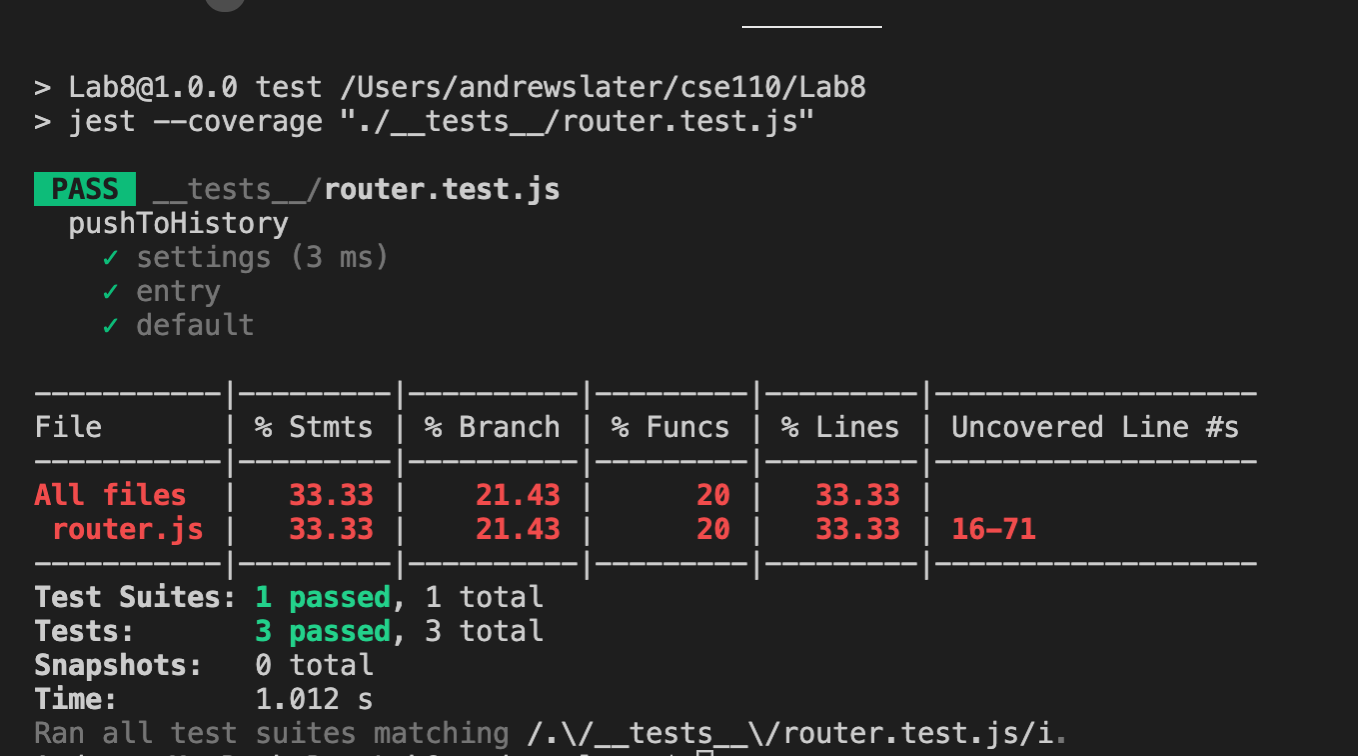 > Lab8@1.0.0 test /Users/andrewslater/cse110/Lab8
> jest --coverage "./__tests__/router.test.js"
PASS __tests__/router.test.js
pushToHistory
✓ settings (3 ms)
✓ entry
✓ default
-----------|---------|----------|---------|---------|-------------------
File | % Stmts | % Branch | % Funcs | % Lines | Uncovered Line #s
-----------|---------|----------|---------|---------|-------------------
All files | 33.33 | 21.43 | 20 | 33.33 |
router.js | 33.33 | 21.43 | 20 | 33.33 | 16-71
-----------|---------|----------|---------|---------|-------------------
Test Suites: 1 passed, 1 total
Tests: 3 passed, 3 total
Snapshots: 0 total
Time: 1.012 s
Ran all test suites matching /.\/__tests__\/router.test.js/i.